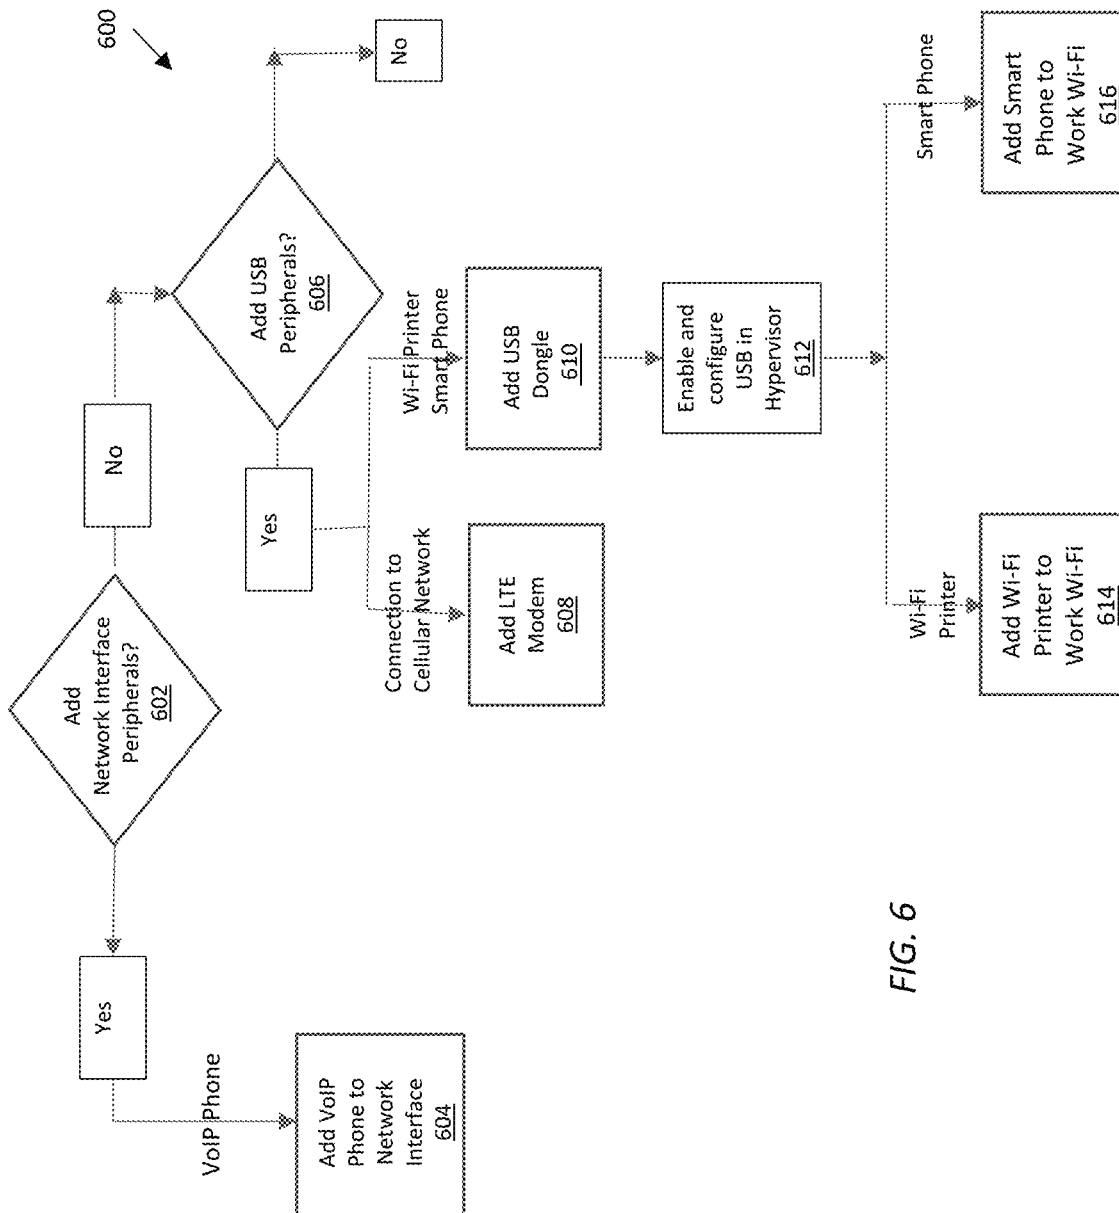 600
Add
Network Interface
Peripherals?
602
Yes
No
VoIP Phone
Add VoIP
Phone to
Network
Interface
604
Add USB
Peripherals?
606
Yes
No
Connection to
Cellular Network
Wi-Fi Printer
Smart Phone
Add LTE
Modem
608
Add USB
Dongle
610
Enable and
configure
USB in
Hypervisor
612
Wi-Fi
Printer
Smart Phone
Add Wi-Fi
Printer to
Work Wi-Fi
614
Add Smart
Phone to
Work Wi-Fi
616
FIG. 6